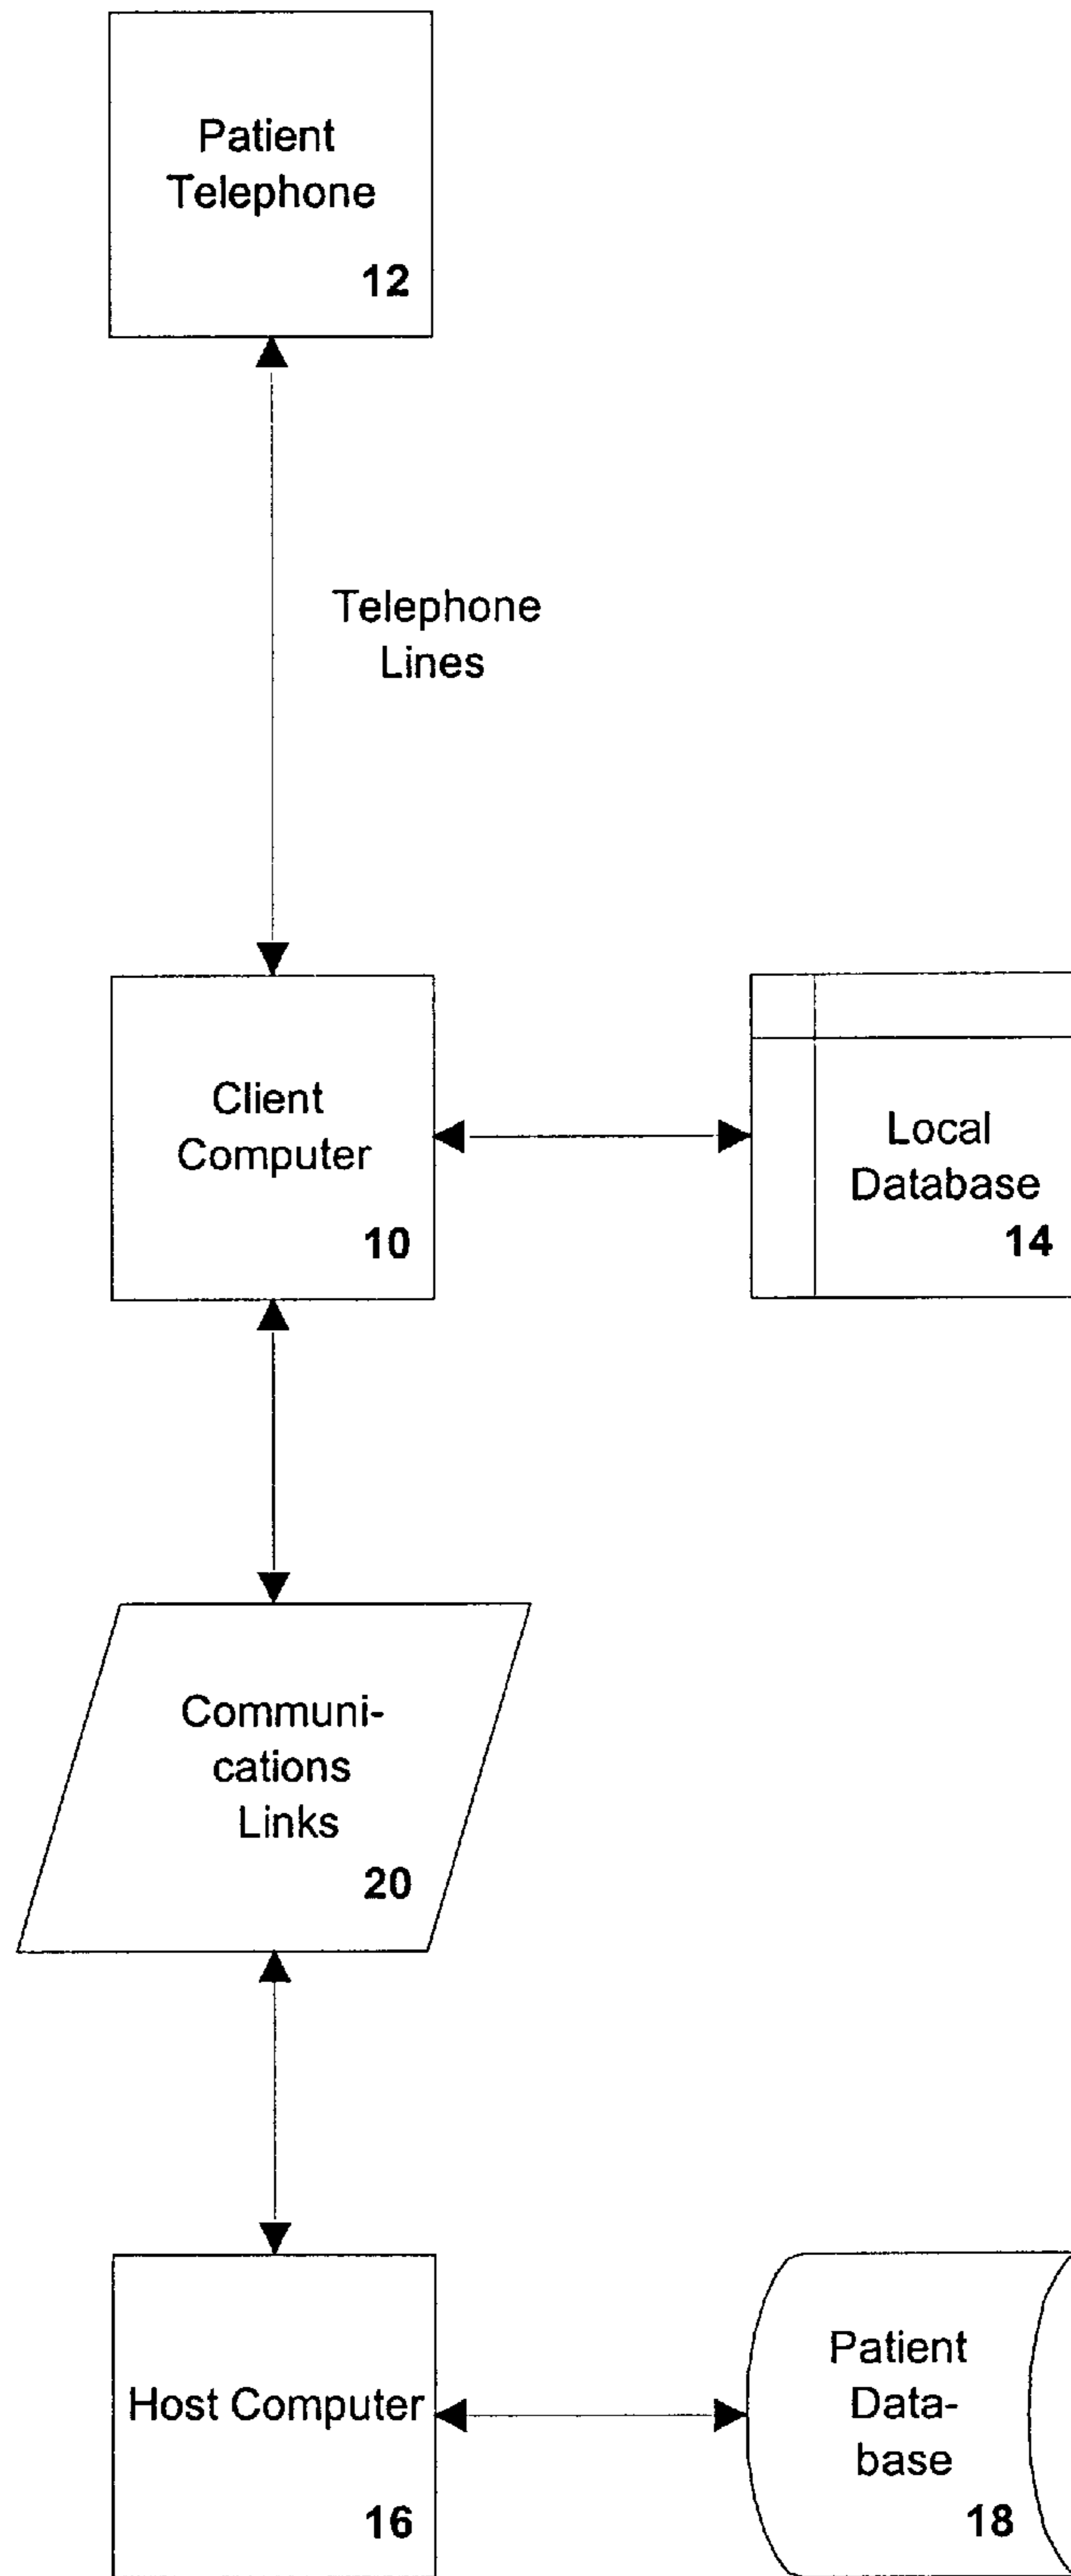 Patient
Telephone
12
Telephone
Lines
Client
Computer
10
Local
Database
14
Communi-
cations
Links
20
Host Computer
16
Patient
Data-
base
18